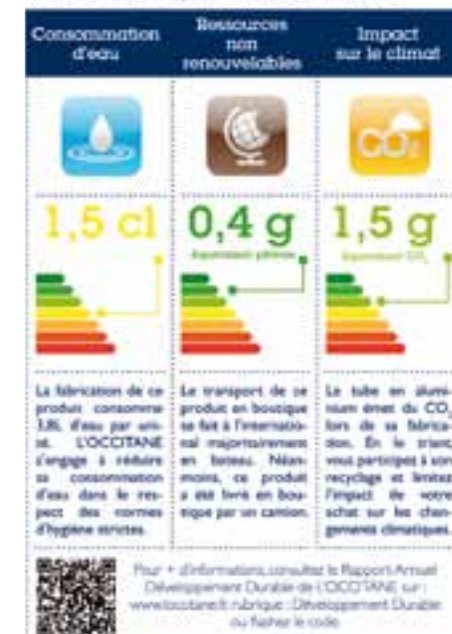 Consommation
d'eau
Ressources
non
renouvelables
Impact
sur le climat
CO₂
1,5 cl
0,4 g
équivalent pétrole
1,5 g
équivalent CO₂
La fabrication de ce
produit consomme
1,8L d'eau par uni-
té. L'OCCITANE
s'engage à réduire
sa consommation
d'eau dans le res-
pect des normes
d'hygiène strictes.
Le transport de ce
produit en boutique
se fait à l'internatio-
nal majoritairement
en bateau. Néan-
moins, ce produit
a été livré en bou-
tique par un camion.
Le tube en alumi-
nium émet du CO₂
lors de sa fabrica-
tion. En le triant,
vous participez à son
recyclage et limitez
l'impact de votre
achat sur les chan-
gements climatiques.
Pour + d'informations, consultez le Rapport Annuel
Développement Durable de L'OCCITANE sur :
www.loccitane.fr rubrique : Développement Durable
ou flashez le code.